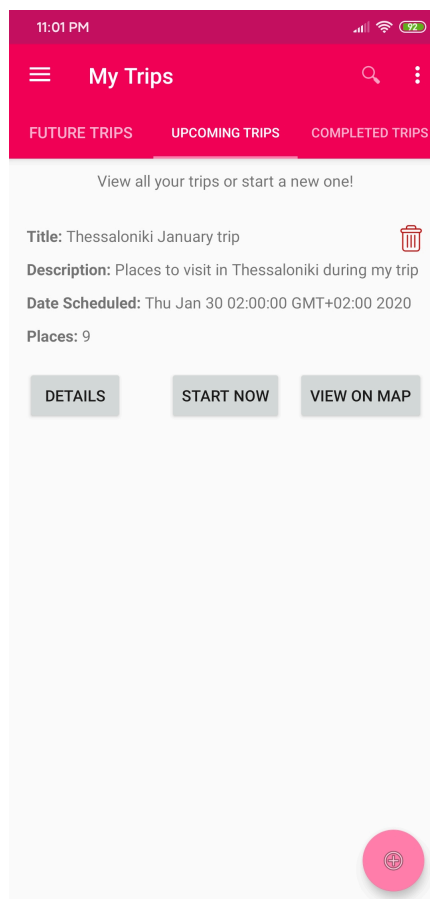 11:01 PM 92
My Trips
FUTURE TRIPS UPCOMING TRIPS COMPLETED TRIPS
View all your trips or start a new one!
Title: Thessaloniki January trip
Description: Places to visit in Thessaloniki during my trip
Date Scheduled: Thu Jan 30 02:00:00 GMT+02:00 2020
Places: 9
DETAILS START NOW VIEW ON MAP